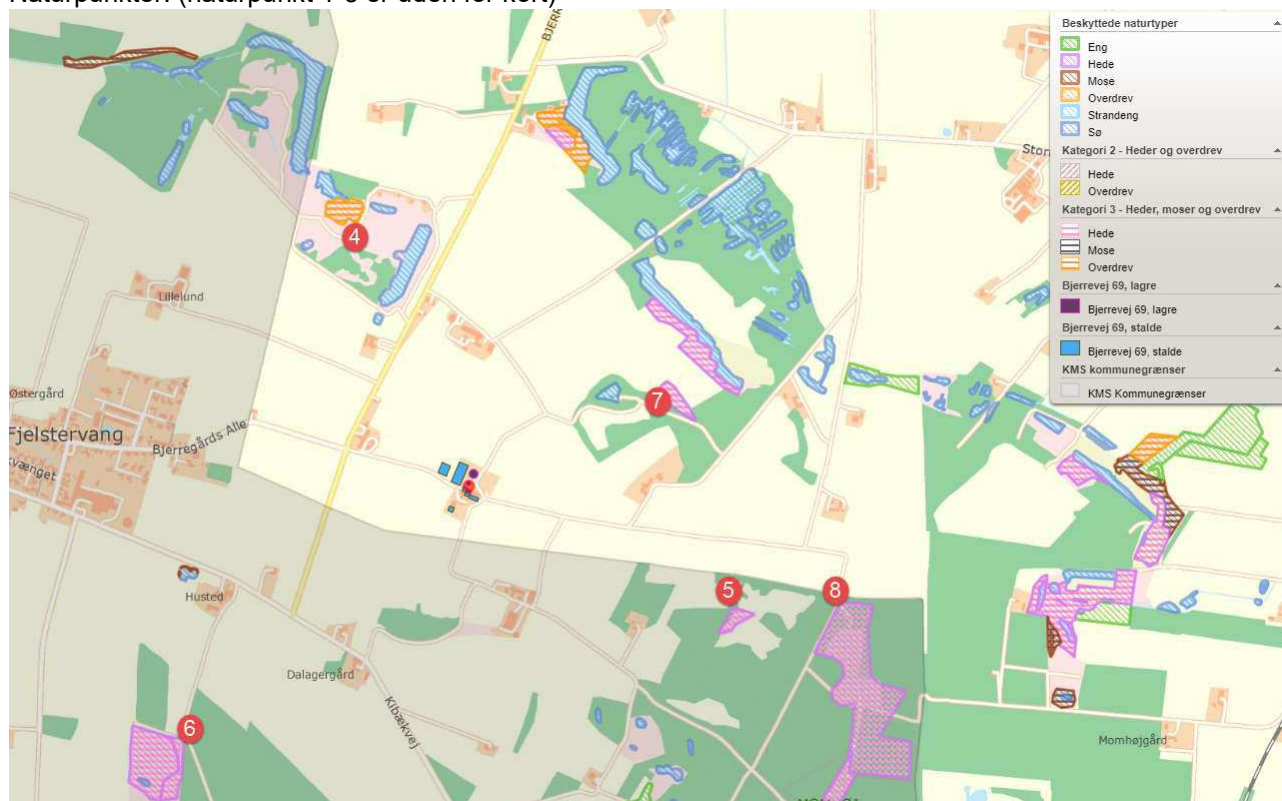 Naturpunkter: (naturpunkt 1-3 er uden for kort)
BJERR
Beskyttede naturtyper
Eng
Hede
Mose
Overdrev
Strandeng
Sø
Kategori 2 - Heder og overdrev
Hede
Overdrev
Kategori 3 - Heder, moser og overdrev
Hede
Mose
Overdrev
Bjerrevej 69, lagre
Bjerrevej 69, lagre
Bjerrevej 69, stalde
Bjerrevej 69, stalde
KMS kommunegrænser
KMS Kommunegrænser
Ston
4
Lillelund
Østergård
7
Fjelstervang
Bjerregårds Alle
kvænget
5
8
Husted
Dalagergård
Kibækvej
6
Momhøjgård